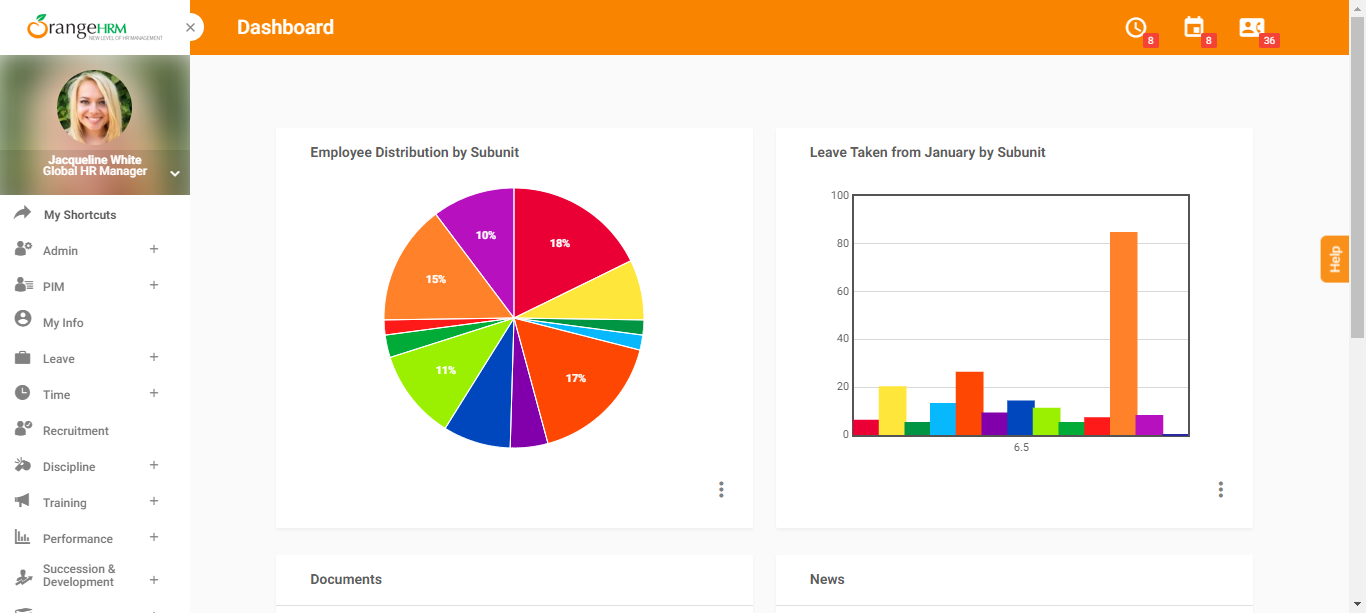 OrangeHRM
NEW LEVEL OF HR MANAGEMENT
Dashboard
8
8
36
Jacqueline White
Global HR Manager
My Shortcuts
Admin
PIM
My Info
Leave
Time
Recruitment
Discipline
Training
Performance
Succession &
Development
Employee Distribution by Subunit
10%
18%
15%
11%
17%
Leave Taken from January by Subunit
100
80
60
40
20
0
6.5
Help
Documents
News